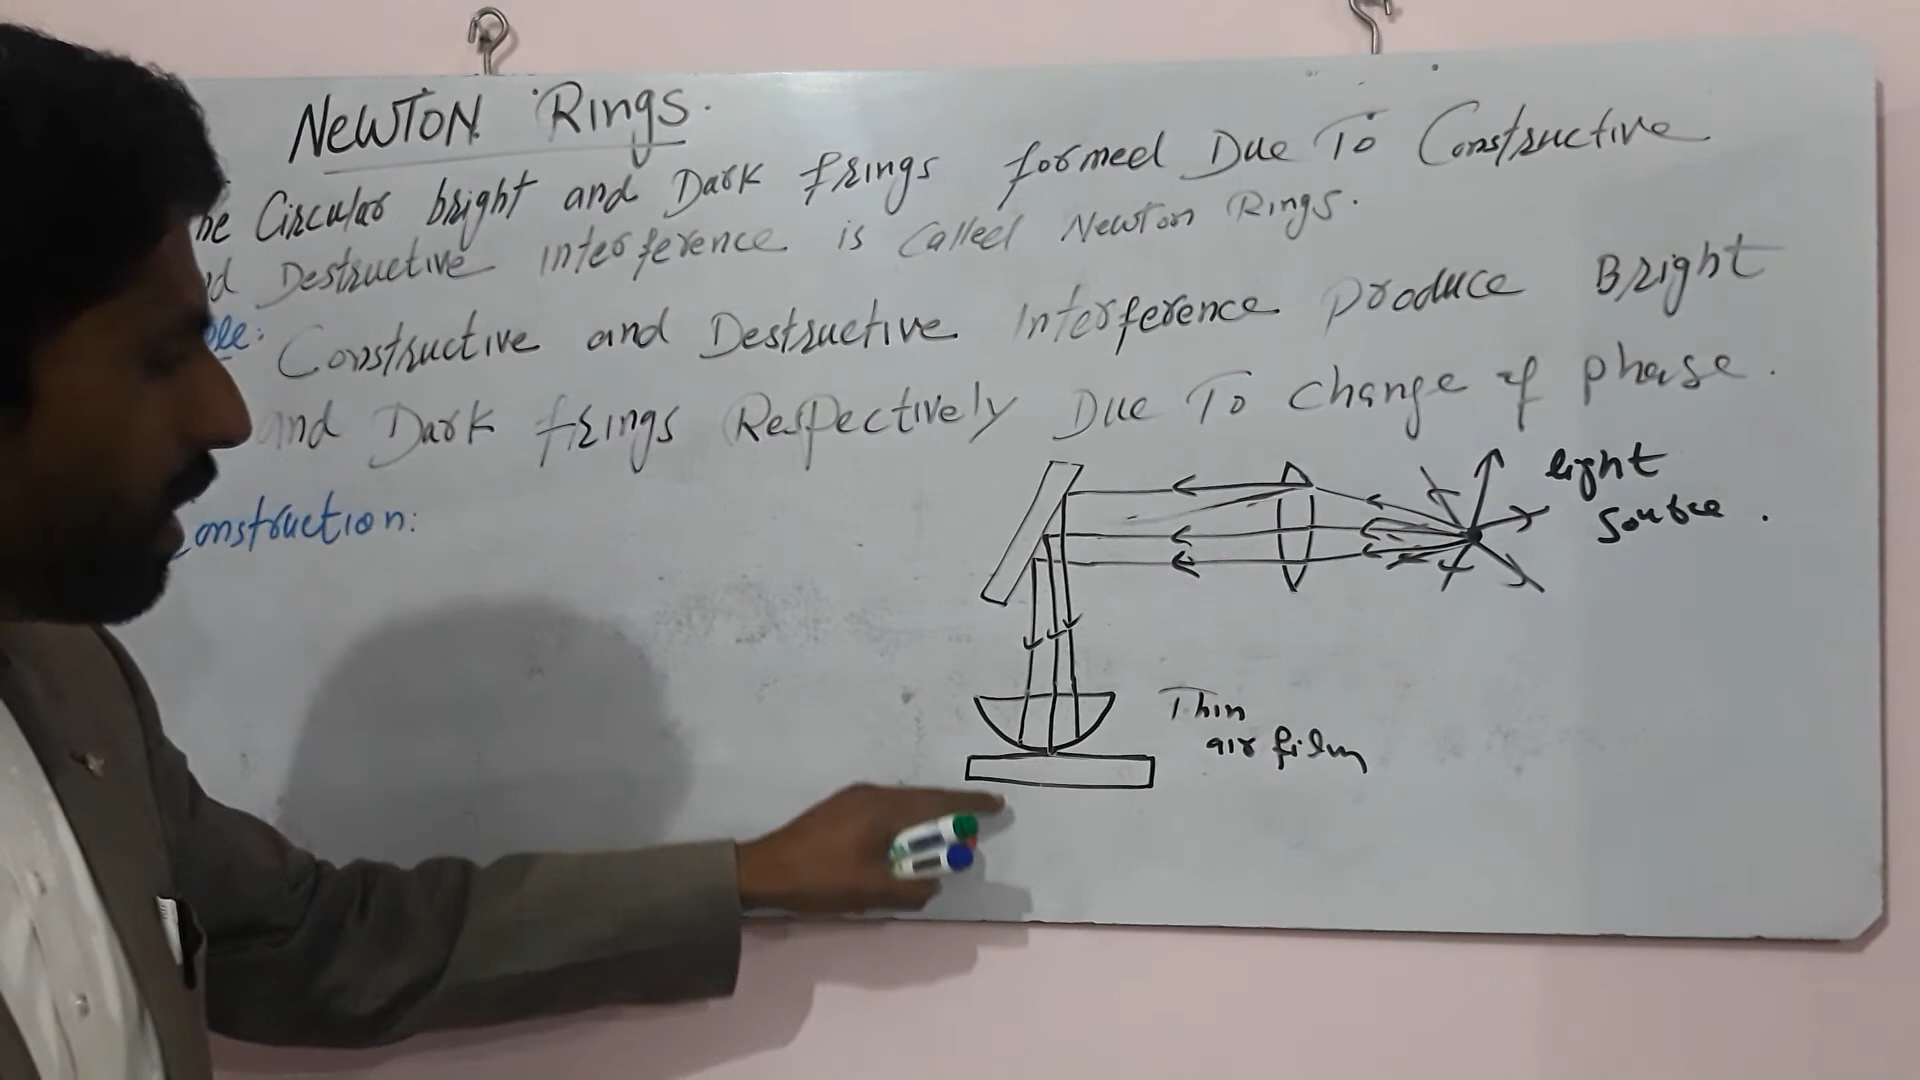 NEWTON Rings.
he Circular bright and Dark frings formed Due To Constructive
nd Destructive interference is Called Newton Rings.
ple: Constructive and Destructive Interference produce Bright
and Dark frings Respectively Due To change of phase.
onstruction:
light
Source.
Thin
air film